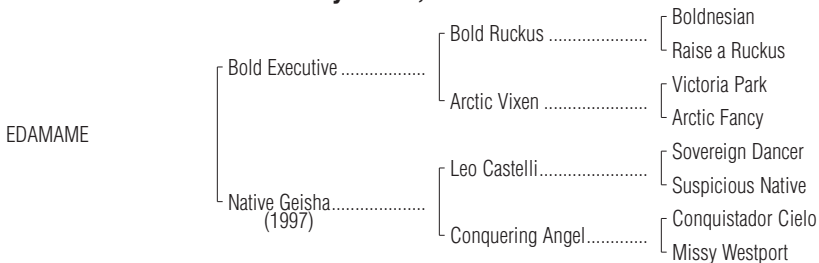 Boldnesian
Bold Ruckus .....................
Raise a Ruckus
Bold Executive ..................
Victoria Park
Arctic Vixen ......................
Arctic Fancy
EDAMAME
Sovereign Dancer
Leo Castelli.......................
Suspicious Native
Native Geisha....................
(1997)
Conquistador Cielo
Conquering Angel.............
Missy Westport